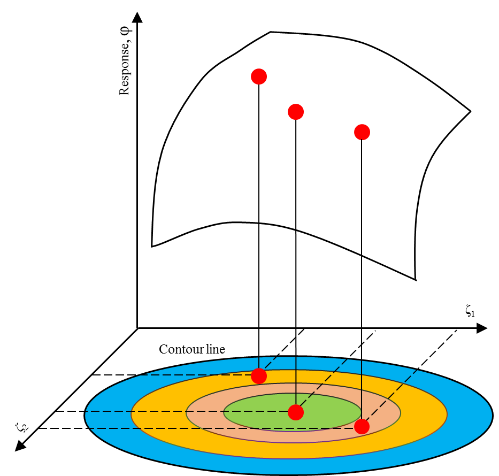 Response, φ
ζ1
Contour line
ζ2